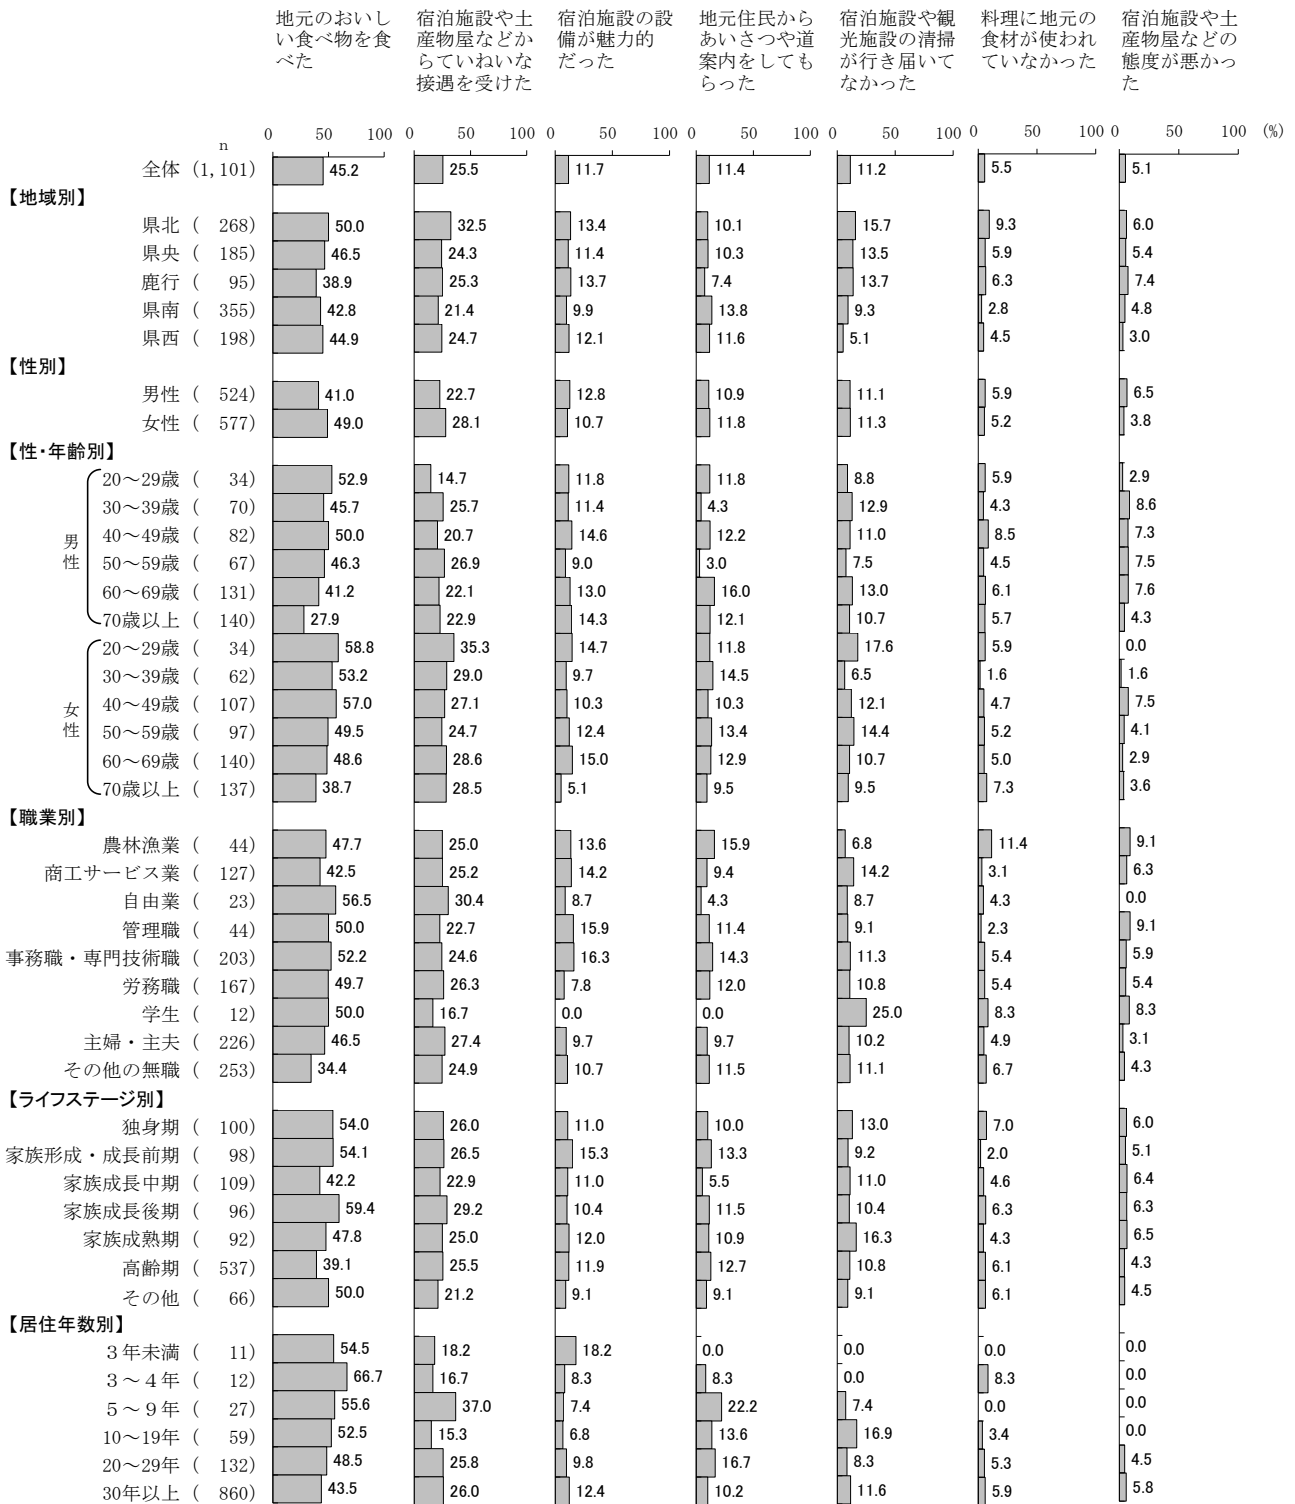 地元のおいし
い食べ物を食
べた
宿泊施設や土
産物屋などか
らていねいな
接遇を受けた
宿泊施設の設
備が魅力的
だった
地元住民から
あいさつや道
案内をしても
らった
宿泊施設や観
光施設の清掃
が行き届いて
なかった
料理に地元の
食材が使われ
ていなかった
宿泊施設や土
産物屋などの
態度が悪かっ
た
n 0 50 100 0 50 100 0 50 100 0 50 100 0 50 100 0 50 100 0 50 100 (%)
全体 (1,101) 45.2 25.5 11.7 11.4 11.2 5.5 5.1
【地域別】
県北 ( 268) 50.0 32.5 13.4 10.1 15.7 9.3 6.0
県央 ( 185) 46.5 24.3 11.4 10.3 13.5 5.9 5.4
鹿行 ( 95) 38.9 25.3 13.7 7.4 13.7 6.3 7.4
県南 ( 355) 42.8 21.4 9.9 13.8 9.3 2.8 4.8
県西 ( 198) 44.9 24.7 12.1 11.6 5.1 4.5 3.0
【性別】
男性 ( 524) 41.0 22.7 12.8 10.9 11.1 5.9 6.5
女性 ( 577) 49.0 28.1 10.7 11.8 11.3 5.2 3.8
【性・年齢別】
男性
20～29歳 ( 34) 52.9 14.7 11.8 11.8 8.8 5.9 2.9
30～39歳 ( 70) 45.7 25.7 11.4 4.3 12.9 4.3 8.6
40～49歳 ( 82) 50.0 20.7 14.6 12.2 11.0 8.5 7.3
50～59歳 ( 67) 46.3 26.9 9.0 3.0 7.5 4.5 7.5
60～69歳 ( 131) 41.2 22.1 13.0 16.0 13.0 6.1 7.6
70歳以上 ( 140) 27.9 22.9 14.3 12.1 10.7 5.7 4.3
女性
20～29歳 ( 34) 58.8 35.3 14.7 11.8 17.6 5.9 0.0
30～39歳 ( 62) 53.2 29.0 9.7 14.5 6.5 1.6 1.6
40～49歳 ( 107) 57.0 27.1 10.3 10.3 12.1 4.7 7.5
50～59歳 ( 97) 49.5 24.7 12.4 13.4 14.4 5.2 4.1
60～69歳 ( 140) 48.6 28.6 15.0 12.9 10.7 5.0 2.9
70歳以上 ( 137) 38.7 28.5 5.1 9.5 9.5 7.3 3.6
【職業別】
農林漁業 ( 44) 47.7 25.0 13.6 15.9 6.8 11.4 9.1
商工サービス業 ( 127) 42.5 25.2 14.2 9.4 14.2 3.1 6.3
自由業 ( 23) 56.5 30.4 8.7 4.3 8.7 4.3 0.0
管理職 ( 44) 50.0 22.7 15.9 11.4 9.1 2.3 9.1
事務職・専門技術職 ( 203) 52.2 24.6 16.3 14.3 11.3 5.4 5.9
労務職 ( 167) 49.7 26.3 7.8 12.0 10.8 5.4 5.4
学生 ( 12) 50.0 16.7 0.0 0.0 25.0 8.3 8.3
主婦・主夫 ( 226) 46.5 27.4 9.7 9.7 10.2 4.9 3.1
その他の無職 ( 253) 34.4 24.9 10.7 11.5 11.1 6.7 4.3
【ライフステージ別】
独身期 ( 100) 54.0 26.0 11.0 10.0 13.0 7.0 6.0
家族形成・成長前期 ( 98) 54.1 26.5 15.3 13.3 9.2 2.0 5.1
家族成長中期 ( 109) 42.2 22.9 11.0 5.5 11.0 4.6 6.4
家族成長後期 ( 96) 59.4 29.2 10.4 11.5 10.4 6.3 6.3
家族成熟期 ( 92) 47.8 25.0 12.0 10.9 16.3 4.3 6.5
高齢期 ( 537) 39.1 25.5 11.9 12.7 10.8 6.1 4.3
その他 ( 66) 50.0 21.2 9.1 9.1 9.1 6.1 4.5
【居住年数別】
３年未満 ( 11) 54.5 18.2 18.2 0.0 0.0 0.0 0.0
３～４年 ( 12) 66.7 16.7 8.3 8.3 0.0 8.3 0.0
５～９年 ( 27) 55.6 37.0 7.4 22.2 7.4 0.0 0.0
10～19年 ( 59) 52.5 15.3 6.8 13.6 16.9 3.4 0.0
20～29年 ( 132) 48.5 25.8 9.8 16.7 8.3 5.3 4.5
30年以上 ( 860) 43.5 26.0 12.4 10.2 11.6 5.9 5.8